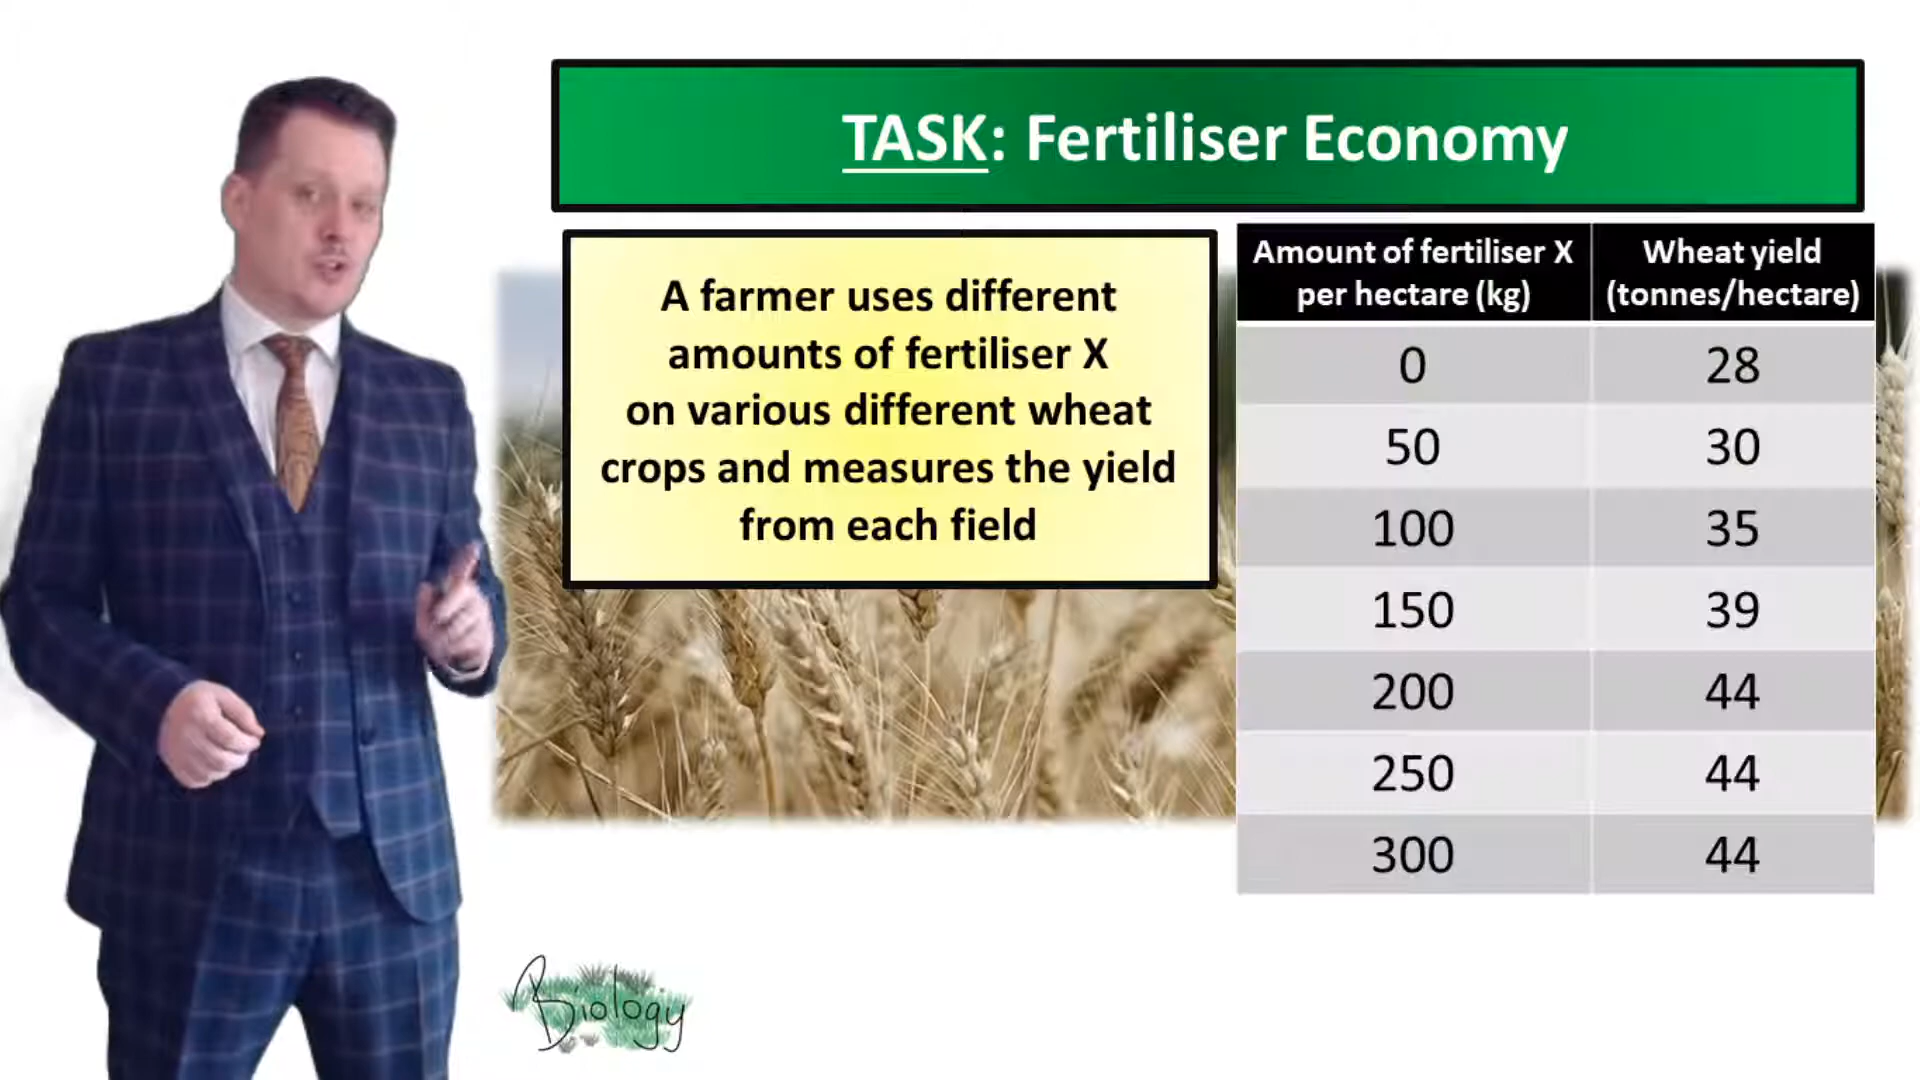 TASK: Fertiliser Economy
A farmer uses different
amounts of fertiliser X
on various different wheat
crops and measures the yield
from each field
Amount of fertiliser X per hectare (kg) Wheat yield (tonnes/hectare)
0 28
50 30
100 35
150 39
200 44
250 44
300 44
Biology